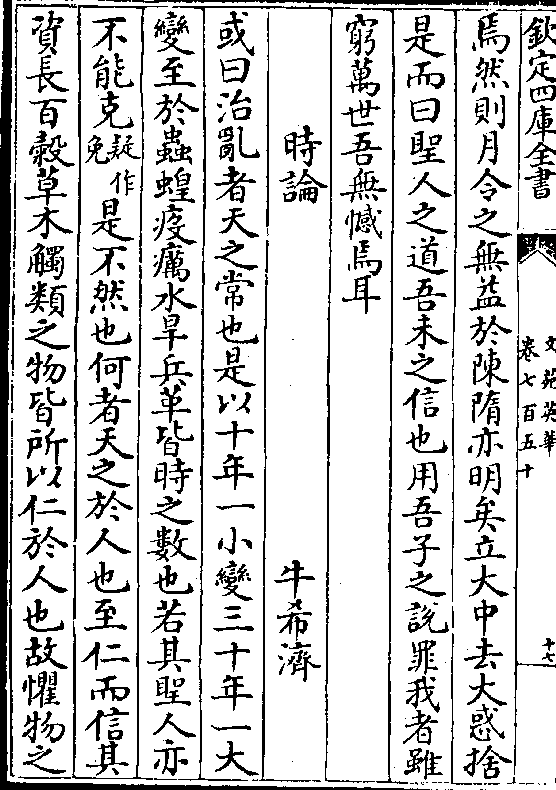 欽定四庫全書
文苑英華
卷七百五十
十七
焉然則月令之無益於陳隋亦明矣立大中去大惑捨
是而曰聖人之道吾未之信也用吾子之說罪我者雖
窮萬世吾無憾焉耳
時論
牛希濟
或曰治亂者天之常也是以十年一小變三十年一大
變至於蟲蝗疫癘水旱兵革皆時之數也若其聖人亦
不能克疑作免是不然也何者天之於人也至仁而信其
資長百穀草木觸類之物皆所以仁於人也故懼物之